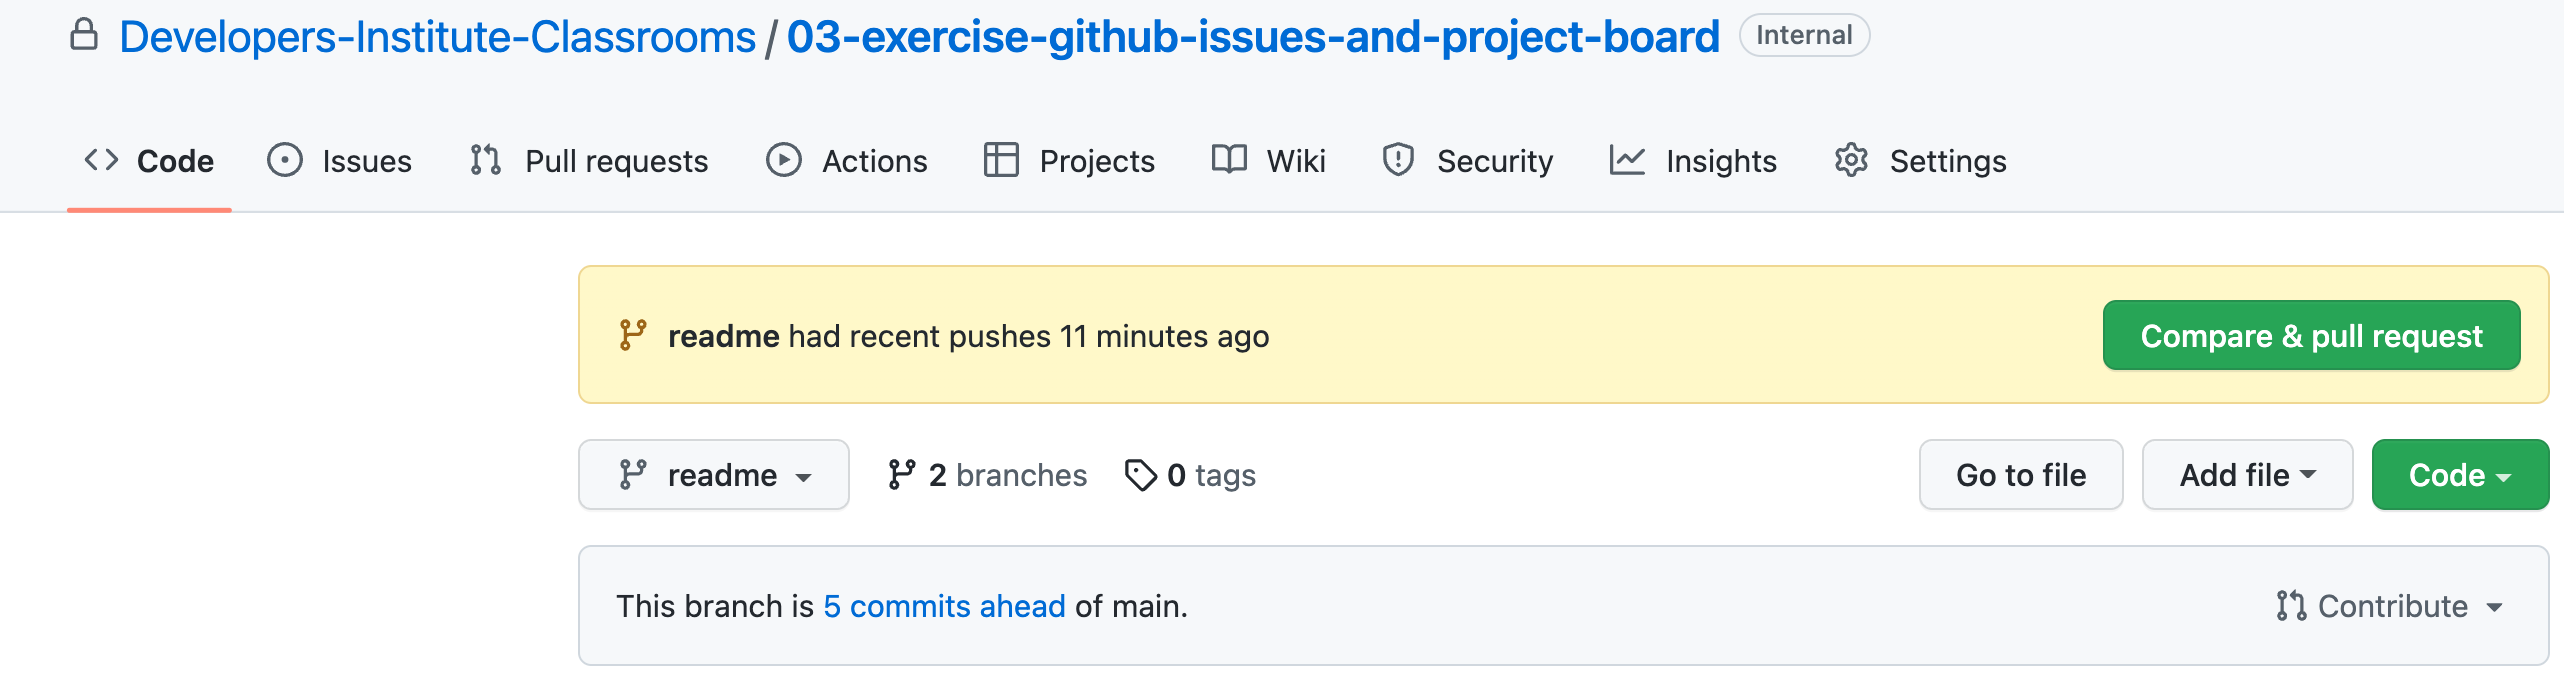 Developers-Institute-Classrooms / 03-exercise-github-issues-and-project-board Internal
Code Issues Pull requests Actions Projects Wiki Security Insights Settings
readme had recent pushes 11 minutes ago Compare & pull request
readme 2 branches 0 tags Go to file Add file Code
This branch is 5 commits ahead of main. Contribute